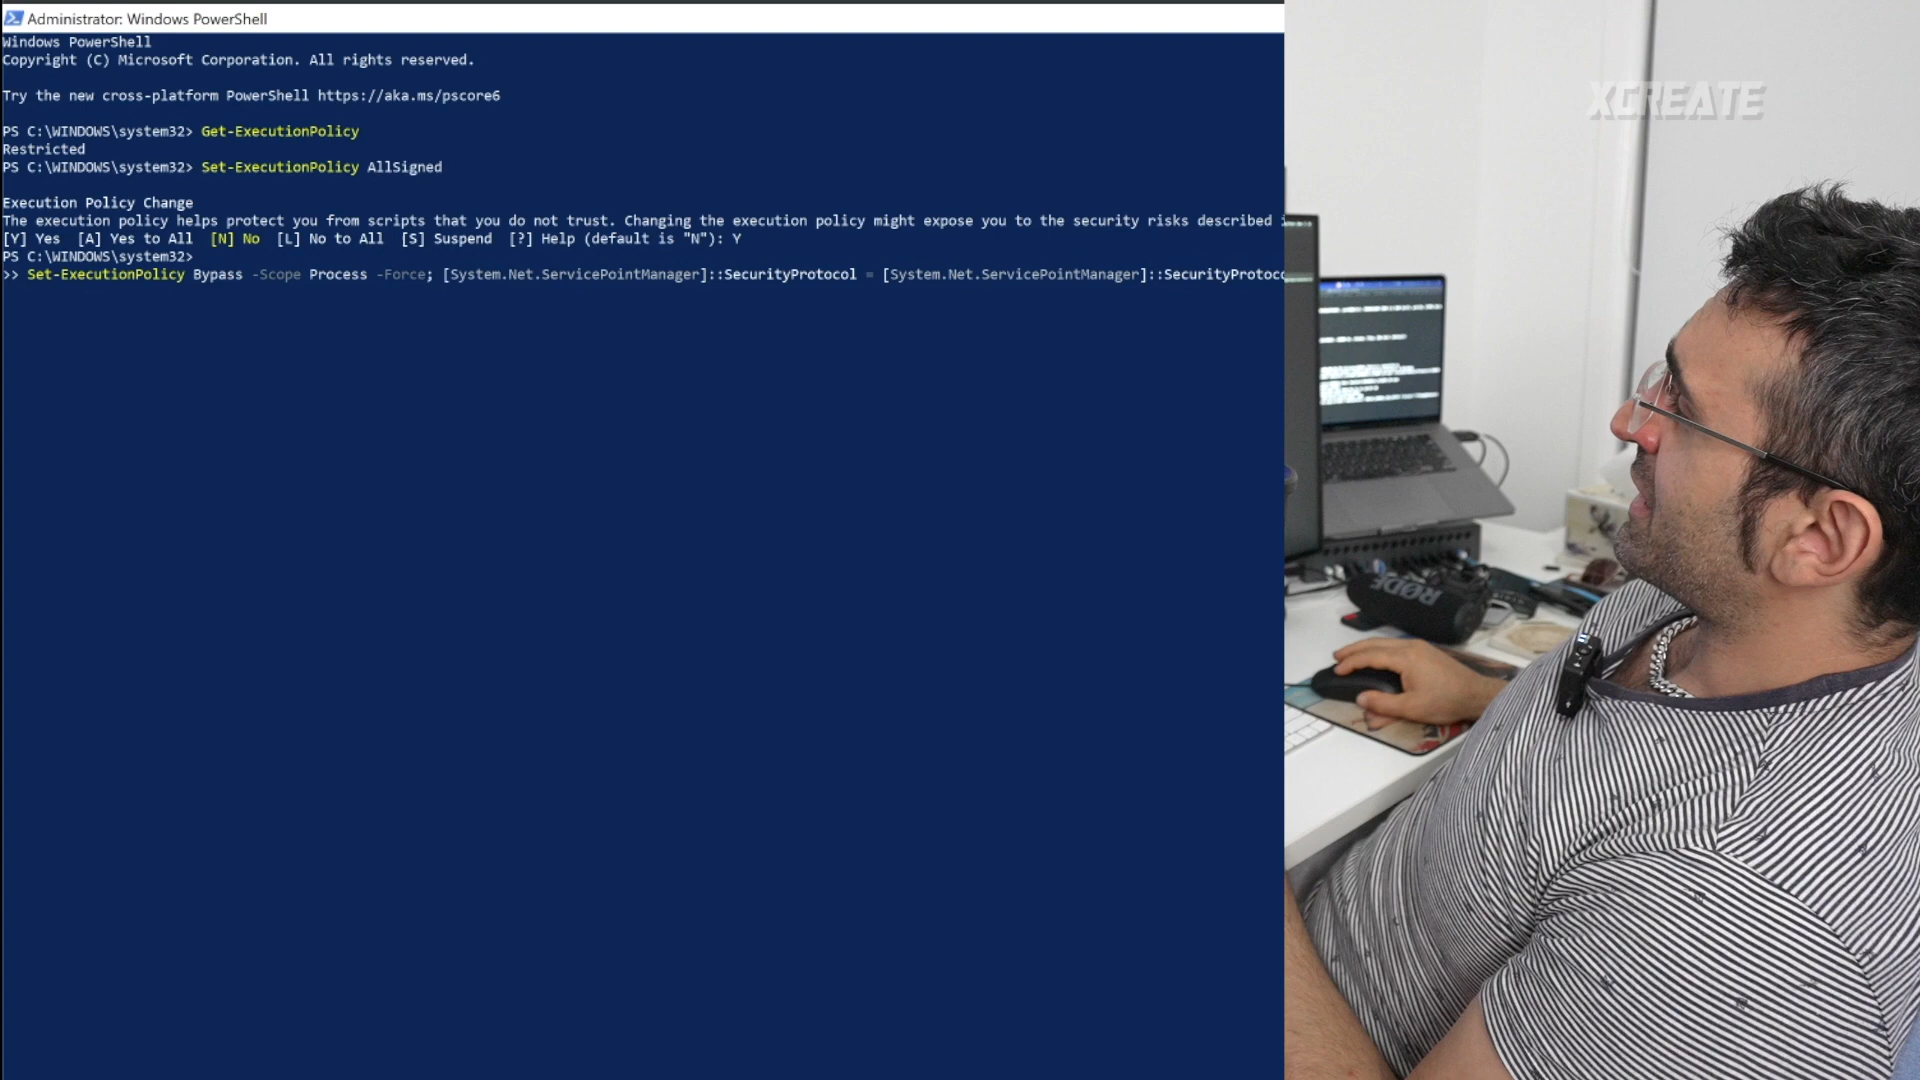 Administrator: Windows PowerShell
Windows PowerShell
Copyright (C) Microsoft Corporation. All rights reserved.
Try the new cross-platform PowerShell https://aka.ms/pscore6
PS C:\WINDOWS\system32> Get-ExecutionPolicy
Restricted
PS C:\WINDOWS\system32> Set-ExecutionPolicy AllSigned
Execution Policy Change
The execution policy helps protect you from scripts that you do not trust. Changing the execution policy might expose you to the security risks described
[Y] Yes [A] Yes to All [N] No [L] No to All [S] Suspend [?] Help (default is "N"): Y
PS C:\WINDOWS\system32>
>> Set-ExecutionPolicy Bypass -Scope Process -Force; [System.Net.ServicePointManager]::SecurityProtocol = [System.Net.ServicePointManager]::SecurityProtoc
XCREATE
RØDE